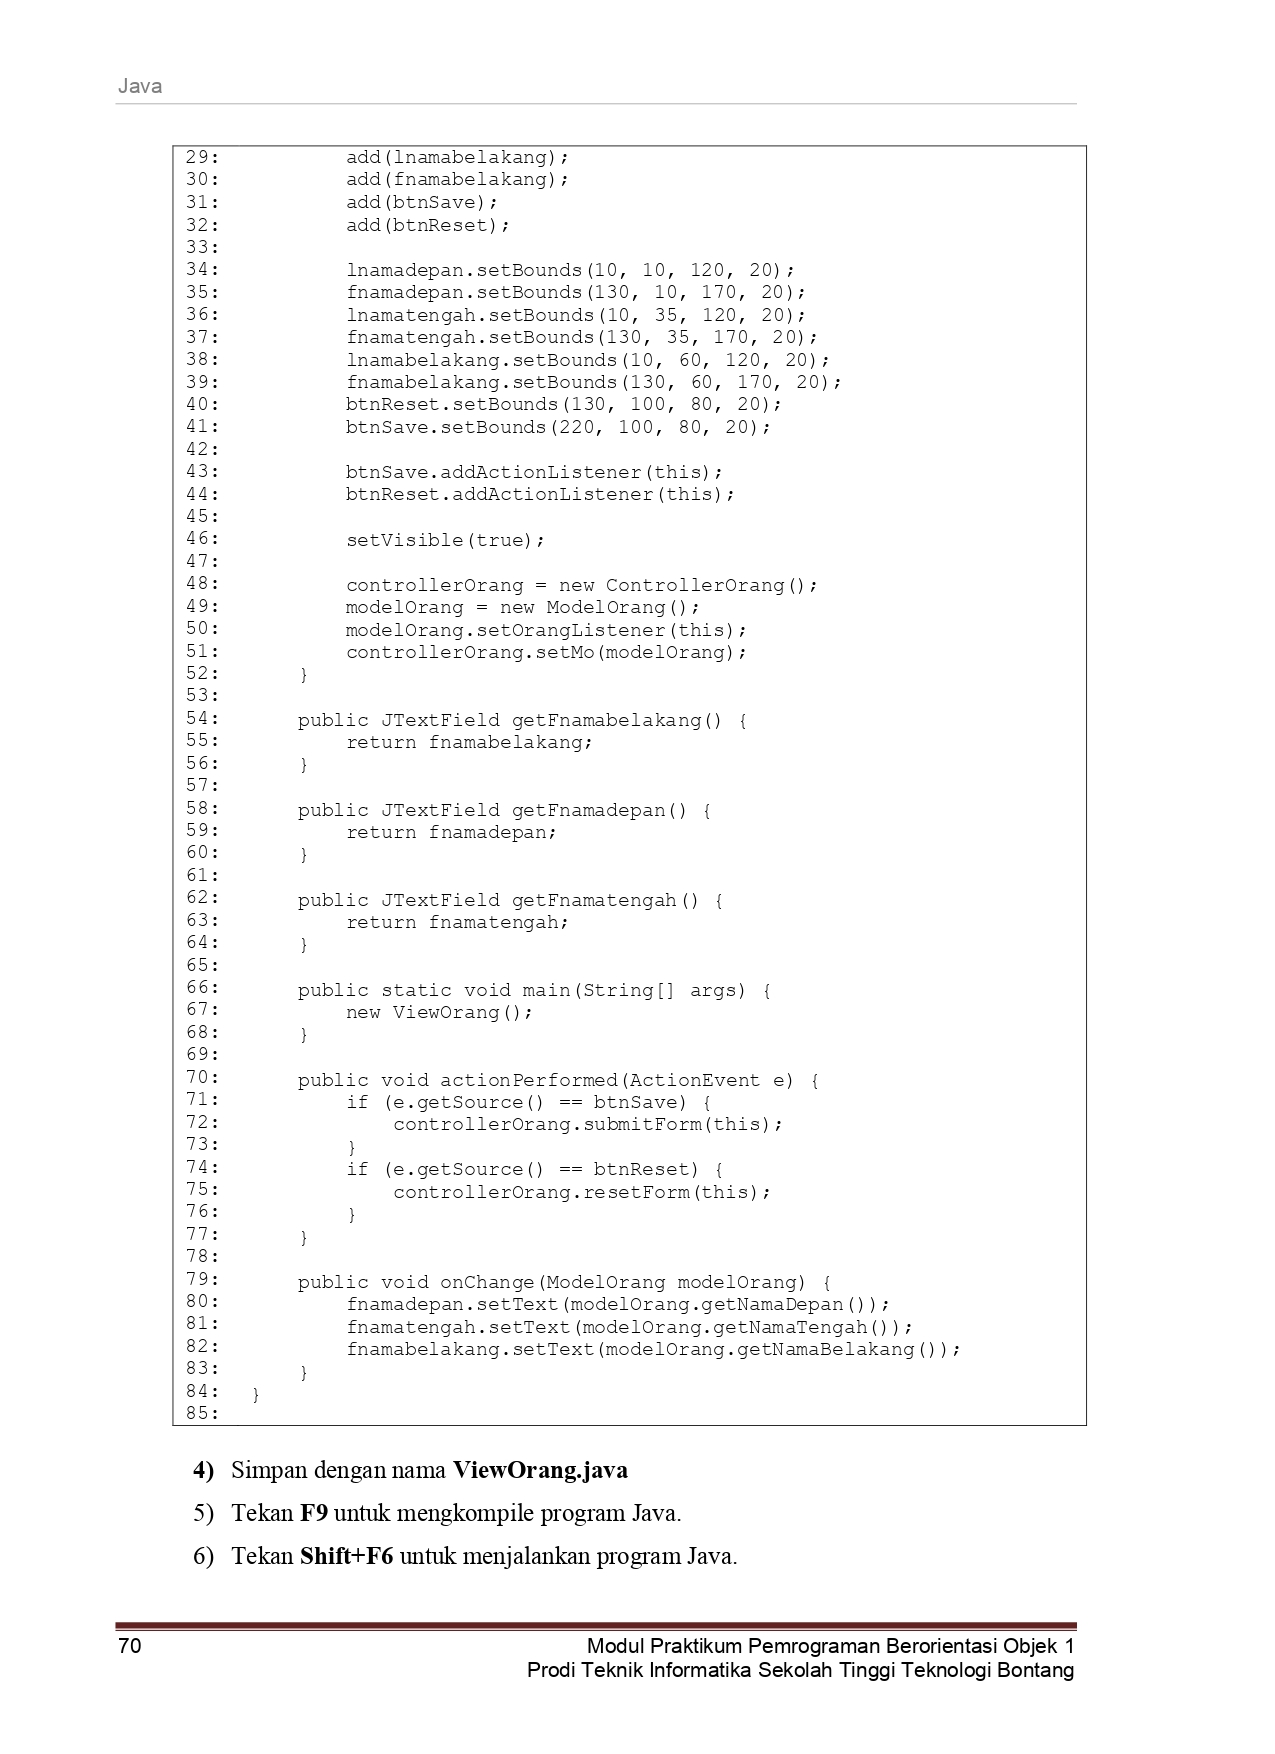 Java
29:           add(lnamabelakang);
30:           add(fnamabelakang);
31:           add(btnSave);
32:           add(btnReset);
33:
34:           lnamadepan.setBounds(10, 10, 120, 20);
35:           fnamadepan.setBounds(130, 10, 170, 20);
36:           lnamatengah.setBounds(10, 35, 120, 20);
37:           fnamatengah.setBounds(130, 35, 170, 20);
38:           lnamabelakang.setBounds(10, 60, 120, 20);
39:           fnamabelakang.setBounds(130, 60, 170, 20);
40:           btnReset.setBounds(130, 100, 80, 20);
41:           btnSave.setBounds(220, 100, 80, 20);
42:
43:           btnSave.addActionListener(this);
44:           btnReset.addActionListener(this);
45:
46:           setVisible(true);
47:
48:           controllerOrang = new ControllerOrang();
49:           modelOrang = new ModelOrang();
50:           modelOrang.setOrangListener(this);
51:           controllerOrang.setMo(modelOrang);
52:       }
53:
54:       public JTextField getFnamabelakang() {
55:           return fnamabelakang;
56:       }
57:
58:       public JTextField getFnamadepan() {
59:           return fnamadepan;
60:       }
61:
62:       public JTextField getFnamatengah() {
63:           return fnamatengah;
64:       }
65:
66:       public static void main(String[] args) {
67:           new ViewOrang();
68:       }
69:
70:       public void actionPerformed(ActionEvent e) {
71:           if (e.getSource() == btnSave) {
72:               controllerOrang.submitForm(this);
73:           }
74:           if (e.getSource() == btnReset) {
75:               controllerOrang.resetForm(this);
76:           }
77:       }
78:
79:       public void onChange(ModelOrang modelOrang) {
80:           fnamadepan.setText(modelOrang.getNamaDepan());
81:           fnamatengah.setText(modelOrang.getNamaTengah());
82:           fnamabelakang.setText(modelOrang.getNamaBelakang());
83:       }
84:   }
85:
4) Simpan dengan nama ViewOrang.java
5) Tekan F9 untuk mengkompile program Java.
6) Tekan Shift+F6 untuk menjalankan program Java.
70 Modul Praktikum Pemrograman Berorientasi Objek 1
Prodi Teknik Informatika Sekolah Tinggi Teknologi Bontang